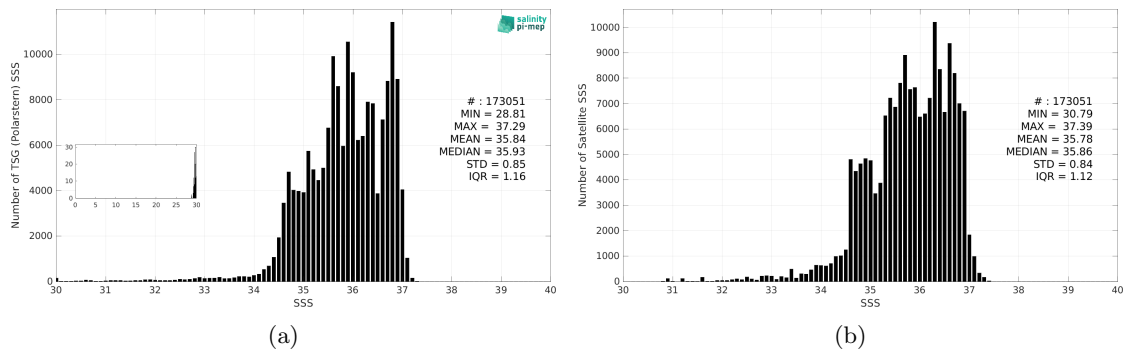 salinity
pi-mep
Number of TSG (Polarstern) SSS
10000
8000
6000
4000
2000
0
# : 173051
MIN = 28.81
MAX = 37.29
MEAN = 35.84
MEDIAN = 35.93
STD = 0.85
IQR = 1.16
30
20
10
0
0 5 10 15 20 25 30
30 31 32 33 34 35 36 37 38 39 40
SSS
(a)
Number of Satellite SSS
10000
9000
8000
7000
6000
5000
4000
3000
2000
1000
0
# : 173051
MIN = 30.79
MAX = 37.39
MEAN = 35.78
MEDIAN = 35.86
STD = 0.84
IQR = 1.12
30 31 32 33 34 35 36 37 38 39 40
SSS
(b)